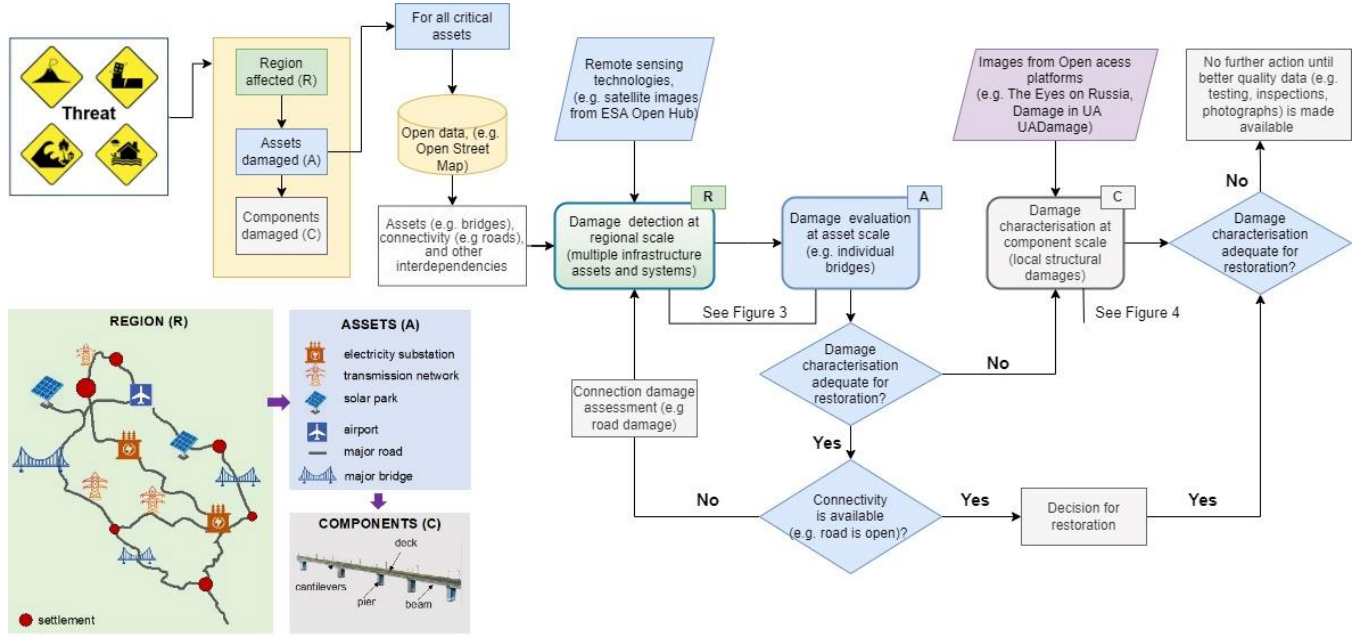 Threat
Region
affected (R)
Assets
damaged (A)
Components
damaged (C)
For all critical
assets
Open data, (e.g.
Open Street
Map)
Assets (e.g. bridges),
connectivity (e.g roads),
and other
interdependencies
Remote sensing
technologies,
(e.g. satellite images
from ESA Open Hub)
R
Damage detection at
regional scale
(multiple infrastructure
assets and systems)
A
Damage evaluation
at asset scale
(e.g. individual
bridges)
See Figure 3
Images from Open acess
platforms
(e.g. The Eyes on Russia,
Damage in UA
UADamage)
C
Damage
characterisation at
component scale
(local structural
damages)
See Figure 4
No further action until
better quality data (e.g.
testing, inspections,
photographs) is made
available
No
Damage
characterisation
adequate for
restoration?
Damage
characterisation
adequate for
restoration?
No
Yes
Connection damage
assessment (e.g
road damage)
No
Connectivity
is available
(e.g. road is open)?
Yes
Decision for
restoration
Yes
REGION (R)
settlement
ASSETS (A)
electricity substation
transmission network
solar park
airport
major road
major bridge
COMPONENTS (C)
deck
cantilevers
pier
beam